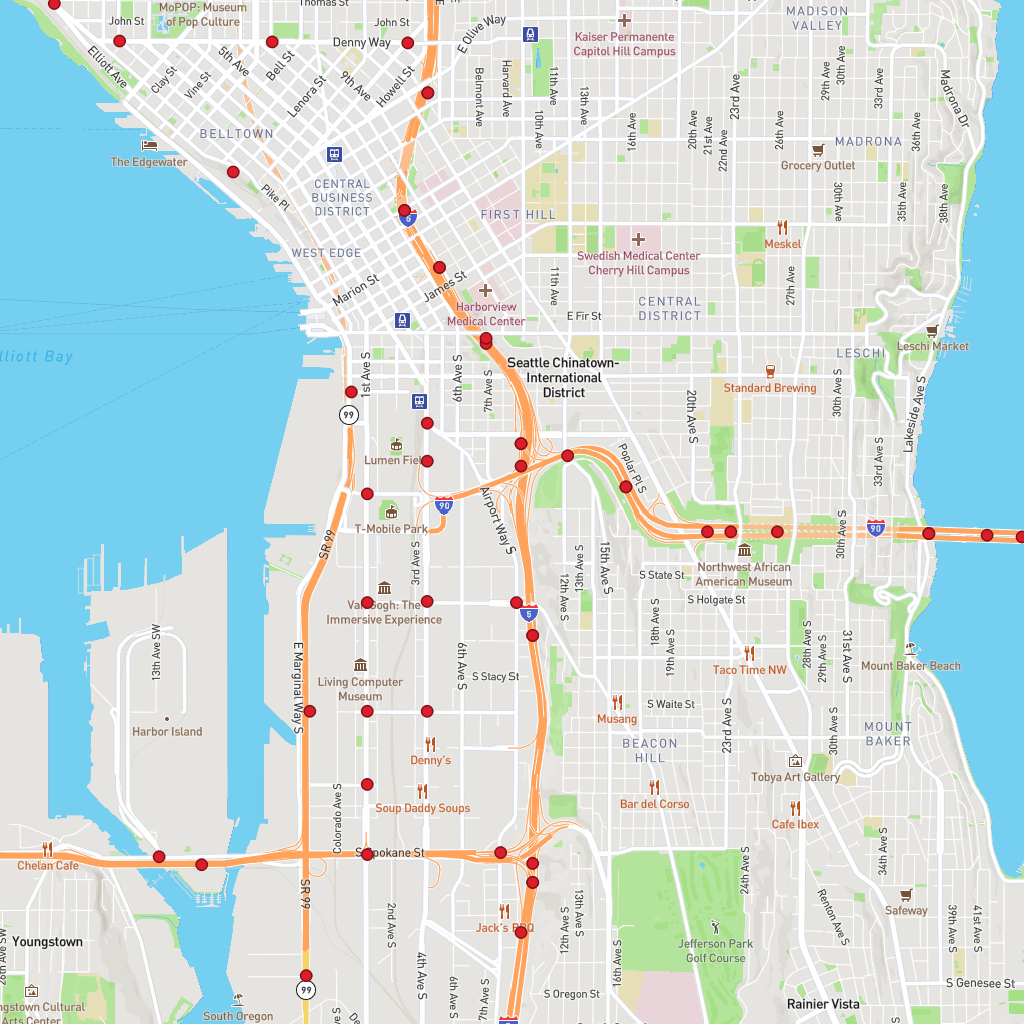 Thomas St
MoPOP: Museum
of Pop Culture
John St
John St
Denny Way
E Olive Way
Kaiser Permanente
Capitol Hill Campus
MADISON
VALLEY
Elliott Ave
Clay St
Vine St
5th Ave
Bell St
Lenora St
9th Ave
Howell St
Belmont Ave
Harvard Ave
11th Ave
10th Ave
13th Ave
16th Ave
20th Ave
21st Ave
22nd Ave
23rd Ave
26th Ave
29th Ave
30th Ave
33rd Ave
36th Ave
Madrona Dr
BELLTOWN
The Edgewater
MADRONA
Grocery Outlet
Pike Pl
CENTRAL
BUSINESS
DISTRICT
5
FIRST HILL
30th Ave S
35th Ave
38th Ave
Meskel
WEST EDGE
Swedish Medical Center
Cherry Hill Campus
Marion St
James St
11th Ave
27th Ave
Harborview
Medical Center
E Fir St
CENTRAL
DISTRICT
Leschi Market
LESCHI
Seattle Chinatown-
International
District
1st Ave S
6th Ave S
7th Ave S
Standard Brewing
30th Ave S
20th Ave S
Lakeside Ave S
99
Lumen Field
Poplar Pl S
33rd Ave S
T-Mobile Park
90
Airport Way S
SR 99
3rd Ave S
13th Ave S
15th Ave S
90
30th Ave S
Northwest African
American Museum
S State St
12th Ave S
S Holgate St
Van Gogh: The
Immersive Experience
5
13th Ave SW
E Marginal Way S
6th Ave S
18th Ave S
19th Ave S
28th Ave S
29th Ave S
31st Ave S
Mount Baker Beach
Taco Time NW
Living Computer
Museum
S Stacy St
Harbor Island
Musang
S Waite St
23rd Ave S
30th Ave S
MOUNT
BAKER
BEACON
HILL
Denny's
Tobya Art Gallery
Colorado Ave S
Soup Daddy Soups
Bar del Corso
Cafe Ibex
Chelan Cafe
S Spokane St
34th Ave S
24th Ave S
SR 99
2nd Ave S
13th Ave S
12th Ave S
Renton Ave S
Safeway
39th Ave S
41st Ave S
Jack's BBQ
Youngstown
Jefferson Park
Golf Course
16th Ave S
4th Ave S
6th Ave S
7th Ave S
99
S Oregon St
S Genesee St
South Oregon
Rainier Vista